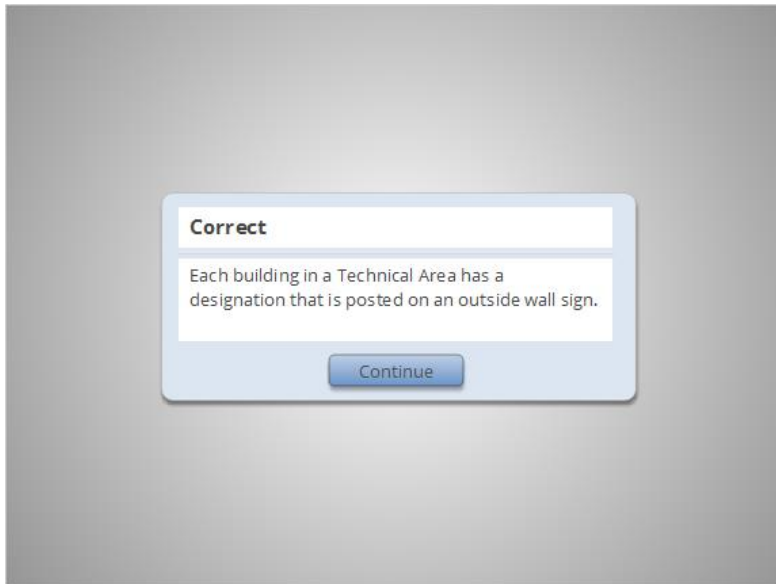 Correct
Each building in a Technical Area has a
designation that is posted on an outside wall sign.
Continue